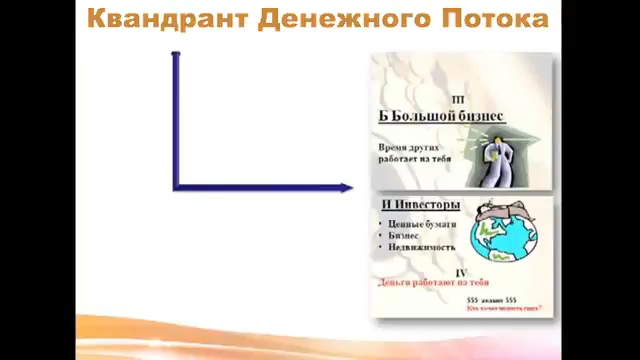 Квандрант Денежного Потока
III
Б Большой бизнес
Время других
работает на тебя
И Инвесторы
• Ценные бумаги
• Бизнес
• Недвижимость
IV
Деньги работают на тебя
$$$ делают $$$